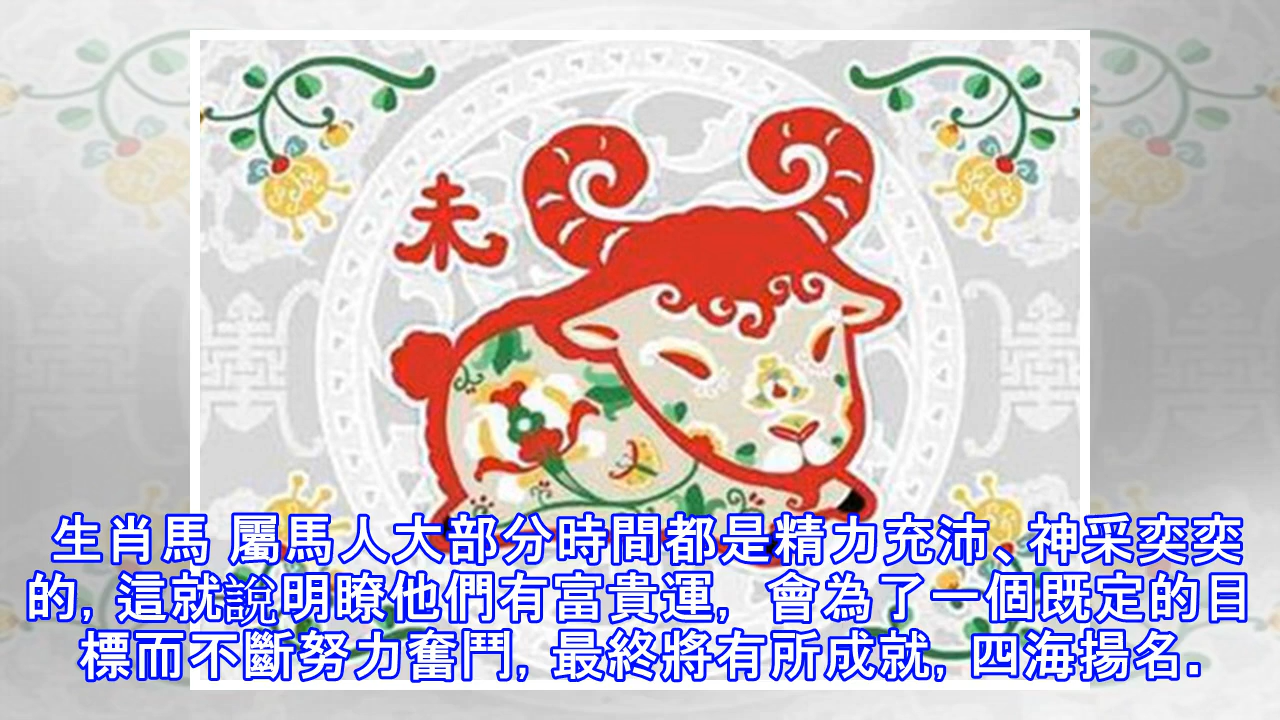 未
生肖馬 屬馬人大部分時間都是精力充沛、神采奕奕
的, 這就說明瞭他們有富貴運, 會為了一個既定的目
標而不斷努力奮鬥, 最終將有所成就, 四海揚名.